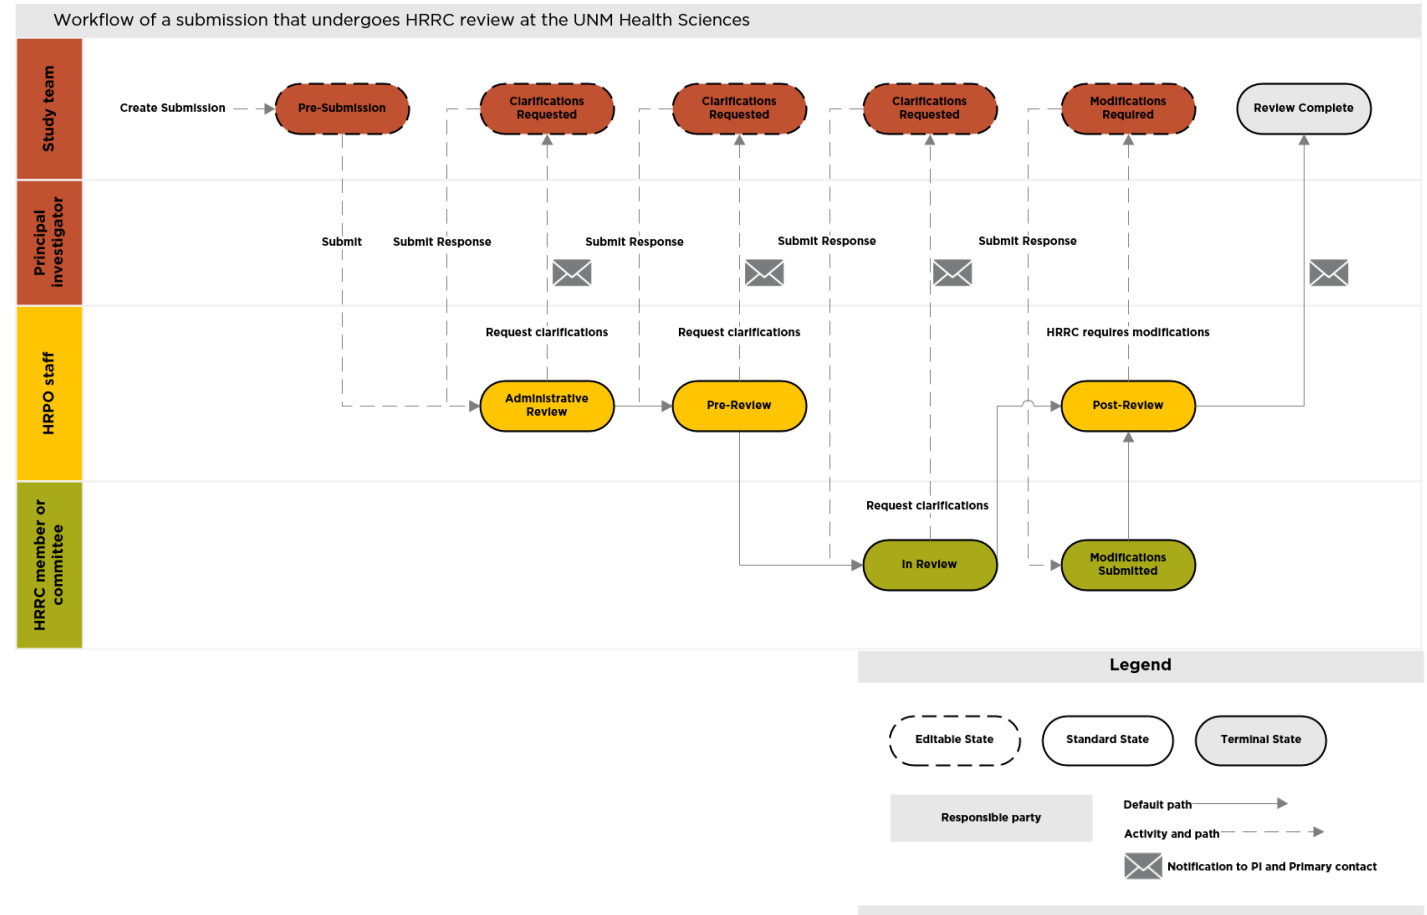 Workflow of a submission that undergoes HRRC review at the UNM Health Sciences
Study team
Create Submission
Pre-Submission
Clarifications
Requested
Clarifications
Requested
Clarifications
Requested
Modifications
Required
Review Complete
Principal
investigator
Submit
Submit Response
Submit Response
Submit Response
Submit Response
HRPO staff
Request clarifications
Request clarifications
HRRC requires modifications
Administrative
Review
Pre-Review
Post-Review
HRRC member or
committee
Request clarifications
In Review
Modifications
Submitted
Legend
Editable State
Standard State
Terminal State
Responsible party
Default path
Activity and path
Notification to PI and Primary contact